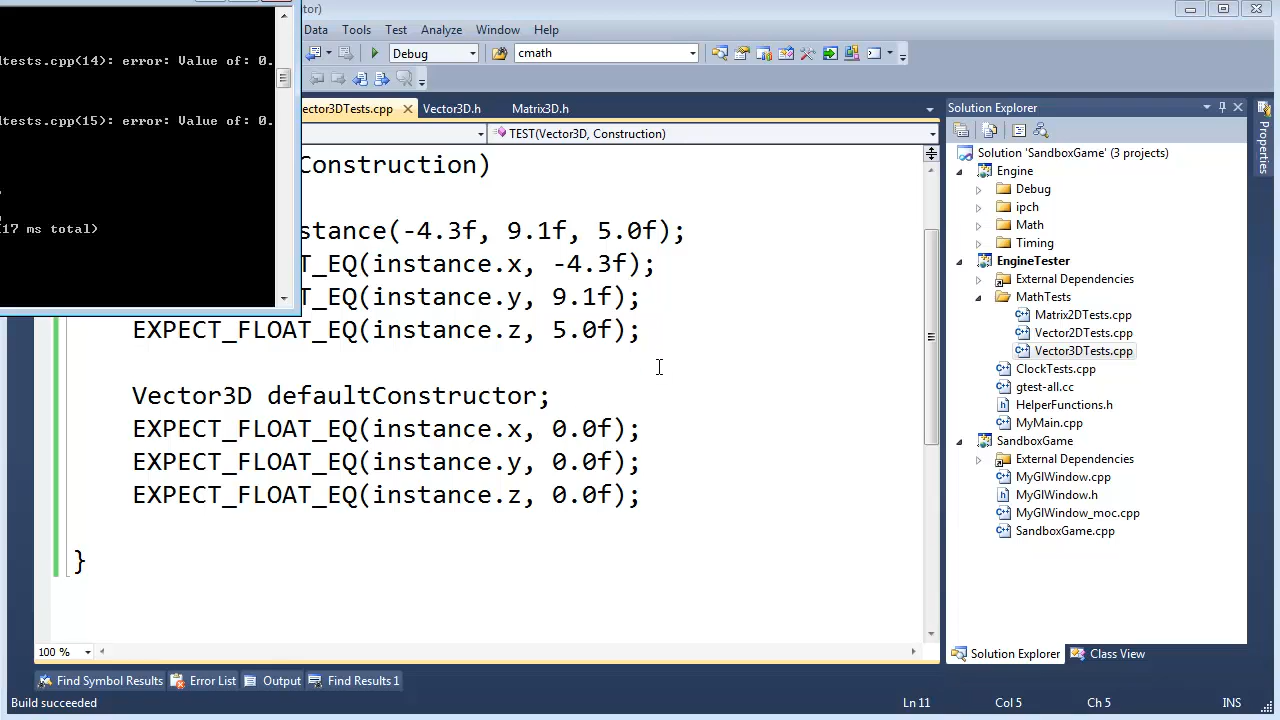 tor)
Data Tools Test Analyze Window Help
Debug cmath
dtests.cpp(14): error: Value of: 0.
dtests.cpp(15): error: Value of: 0.
(17 ms total)
ector3DTests.cpp Vector3D.h Matrix3D.h
TEST(Vector3D, Construction)
Construction)
stance(-4.3f, 9.1f, 5.0f);
T_EQ(instance.x, -4.3f);
T_EQ(instance.y, 9.1f);
EXPECT_FLOAT_EQ(instance.z, 5.0f);
Vector3D defaultConstructor;
EXPECT_FLOAT_EQ(instance.x, 0.0f);
EXPECT_FLOAT_EQ(instance.y, 0.0f);
EXPECT_FLOAT_EQ(instance.z, 0.0f);
}
100 %
Solution Explorer
Properties
Solution 'SandboxGame' (3 projects)
Engine
Debug
ipch
Math
Timing
EngineTester
External Dependencies
MathTests
Matrix2DTests.cpp
Vector2DTests.cpp
Vector3DTests.cpp
ClockTests.cpp
gtest-all.cc
HelperFunctions.h
MyMain.cpp
SandboxGame
External Dependencies
MyGlWindow.cpp
MyGlWindow.h
MyGlWindow_moc.cpp
SandboxGame.cpp
Solution Explorer Class View
Find Symbol Results Error List Output Find Results 1
Build succeeded Ln 11 Col 5 Ch 5 INS